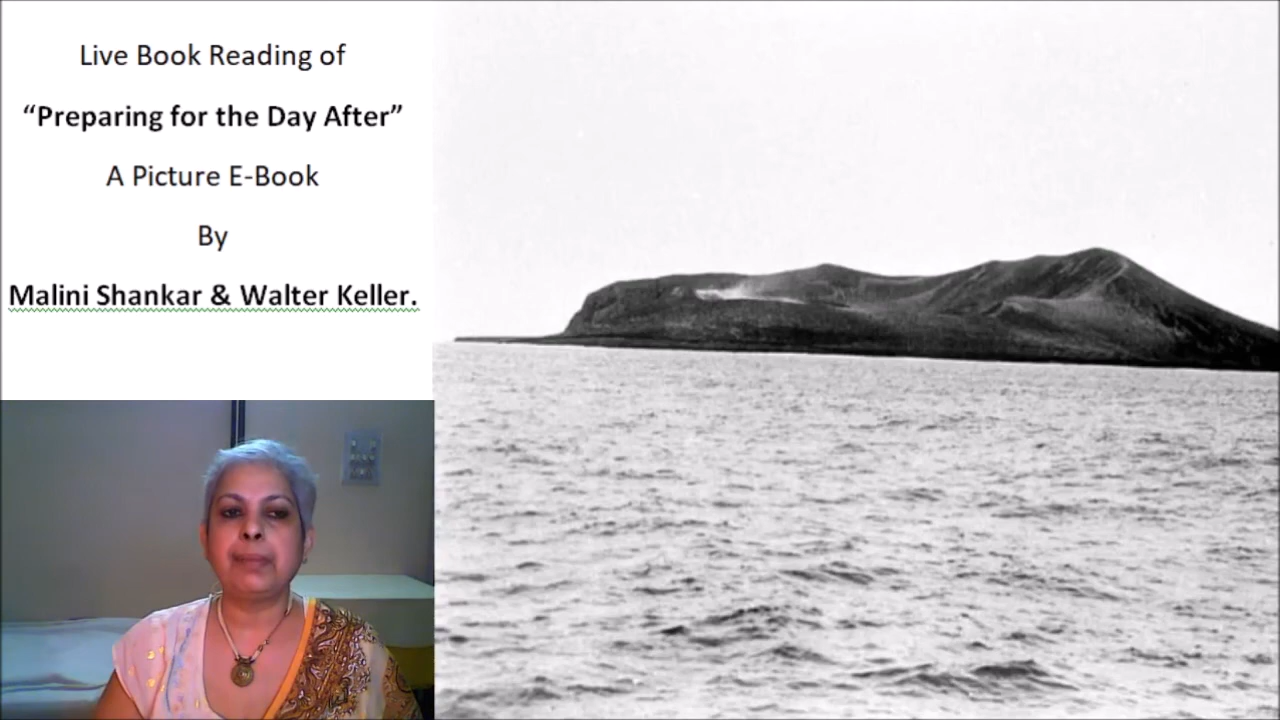 Live Book Reading of
“Preparing for the Day After”
A Picture E-Book
By
Malini Shankar & Walter Keller.